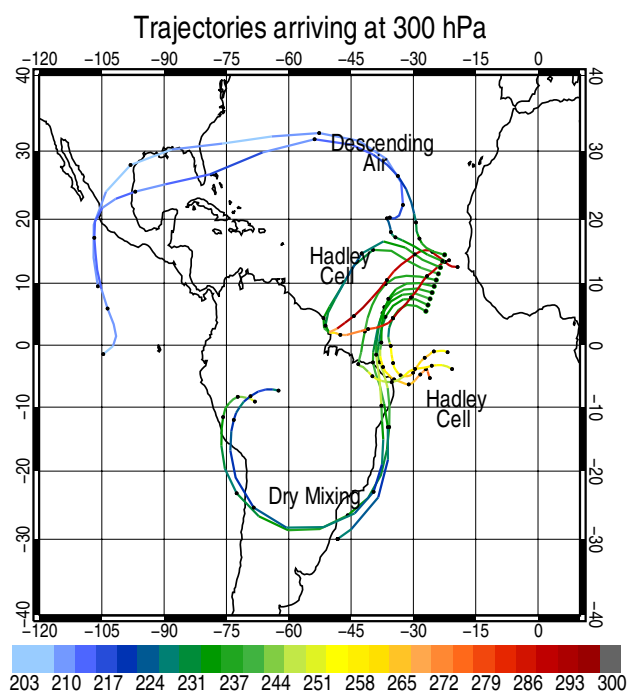 Trajectories arriving at 300 hPa
−120 −105 −90 −75 −60 −45 −30 −15 0
40 40
30 Descending 30
Air
20 20
Hadley
Cell
10 10
0 0
Hadley
Cell
−10 −10
−20 −20
Dry Mixing
−30 −30
−40 −40
−120 −105 −90 −75 −60 −45 −30 −15 0
203 210 217 224 231 237 244 251 258 265 272 279 286 293 300